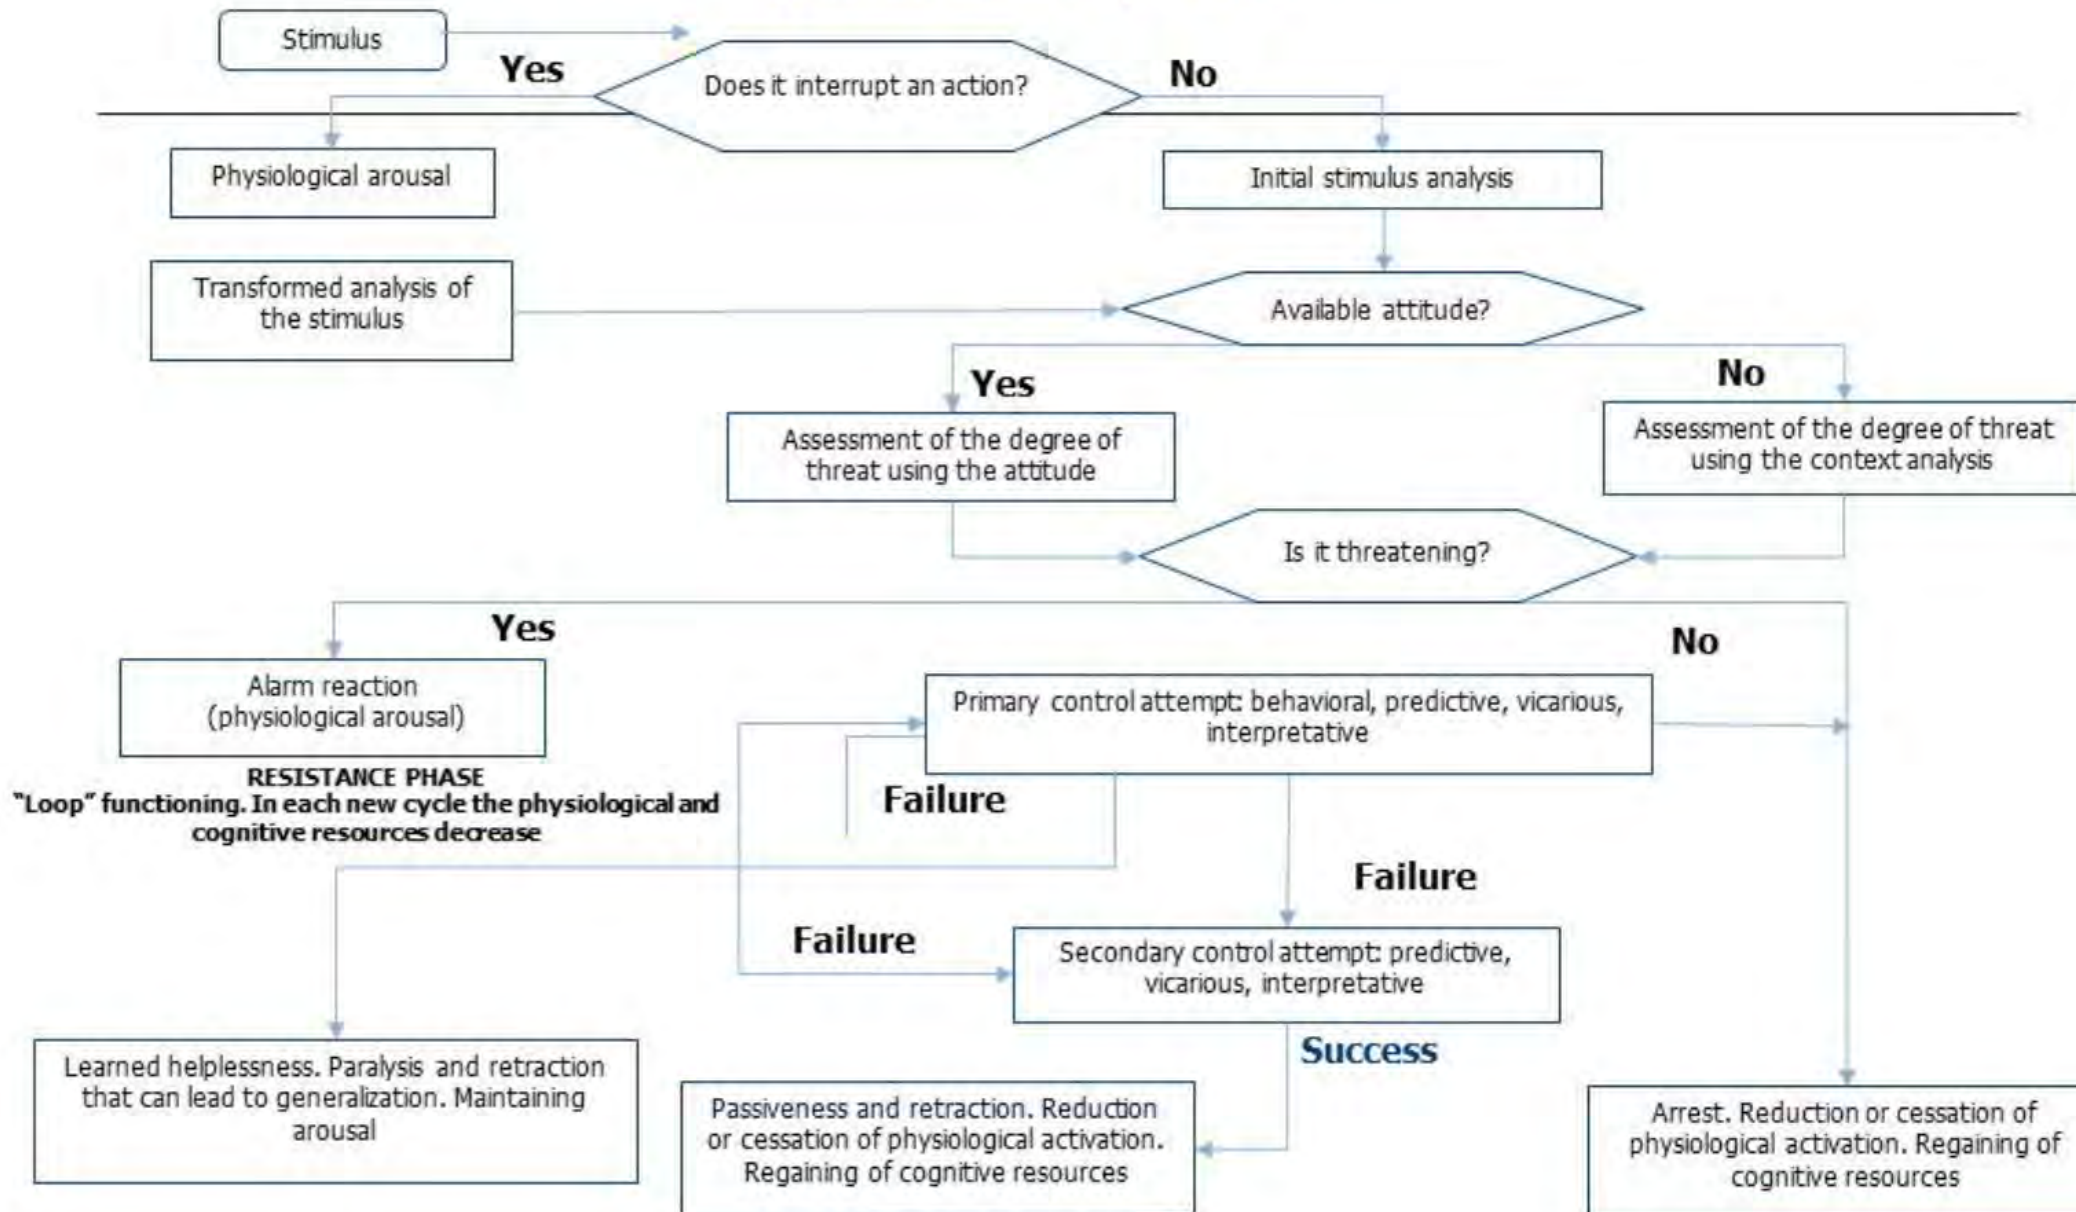 Stimulus
Yes
Does it interrupt an action?
No
Physiological arousal
Initial stimulus analysis
Transformed analysis of
the stimulus
Available attitude?
Yes
No
Assessment of the degree of
threat using the attitude
Assessment of the degree of threat
using the context analysis
Is it threatening?
Yes
No
Alarm reaction
(physiological arousal)
Primary control attempt: behavioral, predictive, vicarious,
interpretative
RESISTANCE PHASE
"Loop" functioning. In each new cycle the physiological and
cognitive resources decrease
Failure
Failure
Failure
Secondary control attempt: predictive,
vicarious, interpretative
Success
Learned helplessness. Paralysis and retraction
that can lead to generalization. Maintaining
arousal
Passiveness and retraction. Reduction
or cessation of physiological activation.
Regaining of cognitive resources
Arrest. Reduction or cessation of
physiological activation. Regaining of
cognitive resources